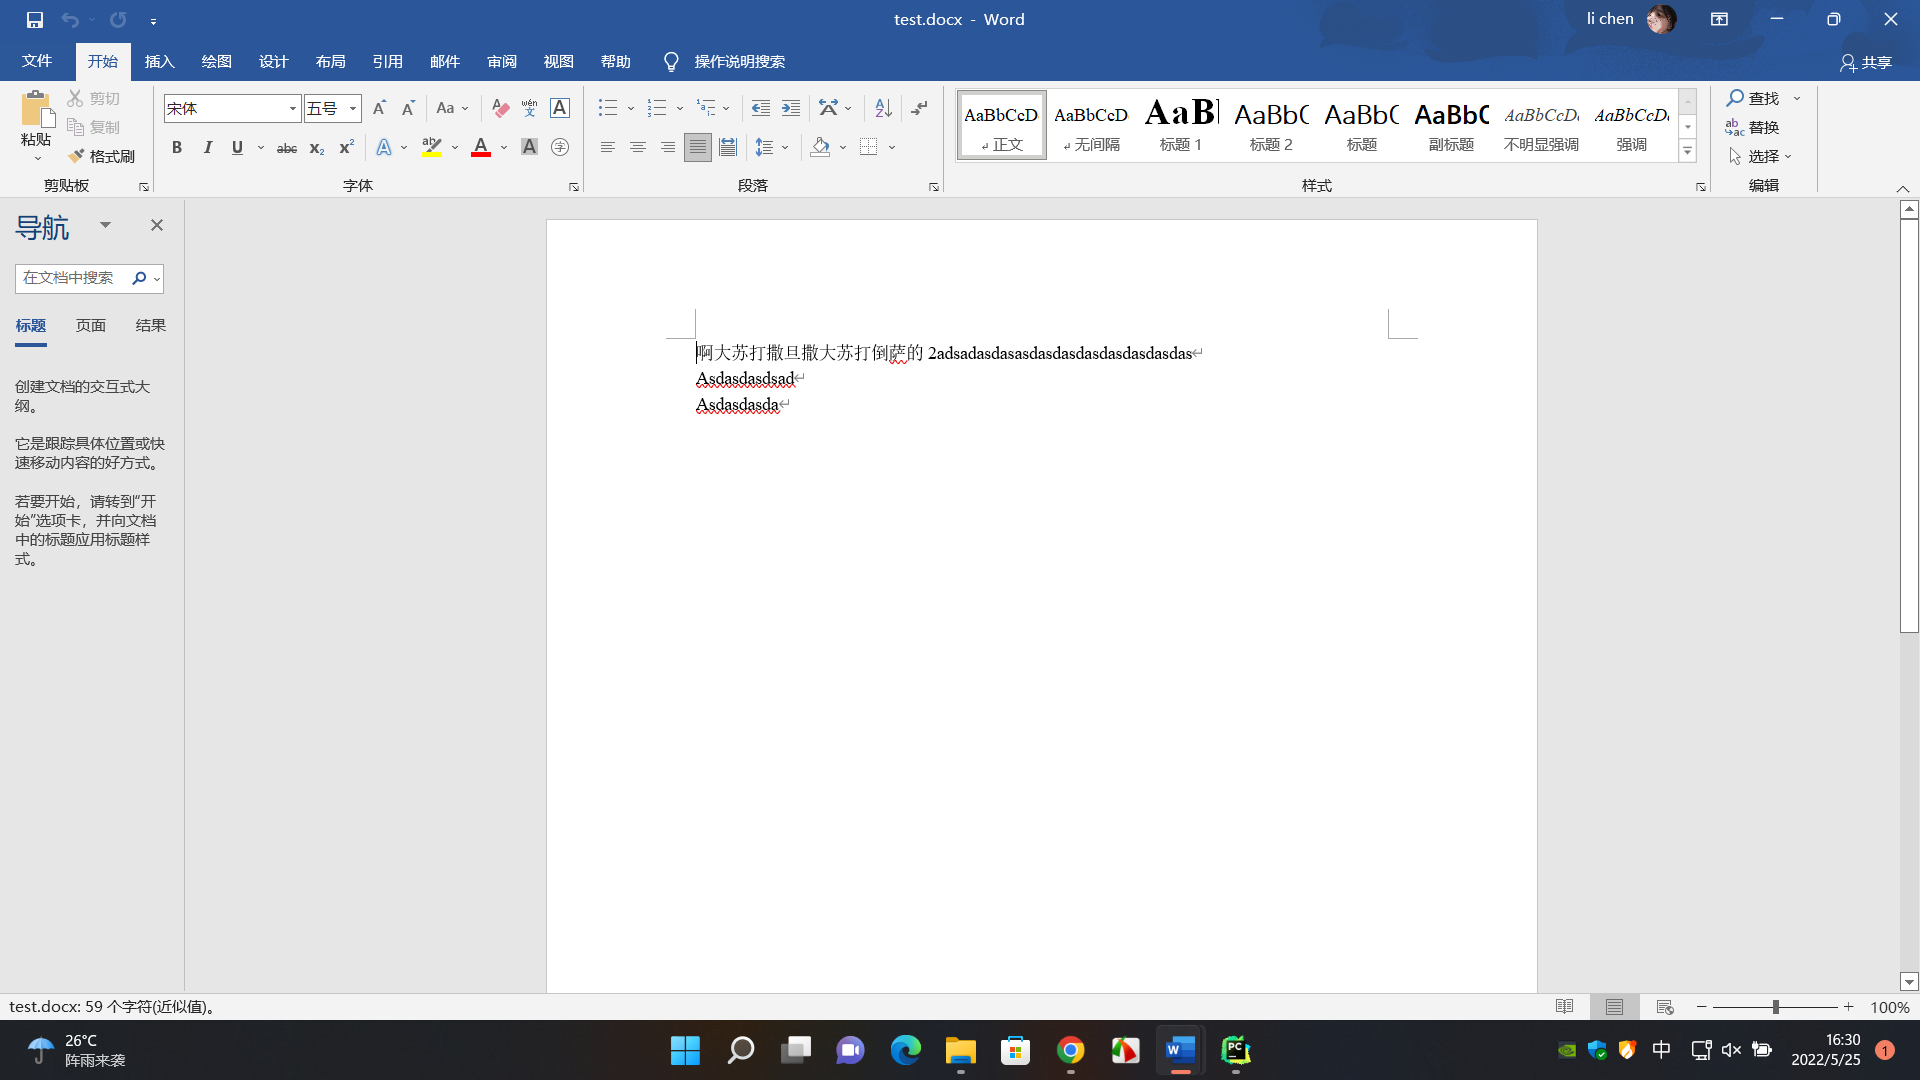 test.docx - Word
li chen
文件 开始 插入 绘图 设计 布局 引用 邮件 审阅 视图 帮助 操作说明搜索 共享
粘贴
剪切
复制
格式刷
剪贴板
宋体 五号 Aa wén 文 A
B I U abc x₂ x² A ab A A 字
字体
段落
AaBbCcD 正文
AaBbCcD 无间隔
AaBl 标题 1
AaBbC 标题 2
AaBbC 标题
AaBbC 副标题
AaBbCcD 不明显强调
AaBbCcD 强调
样式
查找
替换
选择
编辑
导航
在文档中搜索
标题 页面 结果
创建文档的交互式大
纲。
它是跟踪具体位置或快
速移动内容的好方式。
若要开始，请转到“开
始”选项卡，并向文档
中的标题应用标题样
式。
啊大苏打撒旦撒大苏打倒萨的 2adsadasdasasdasdasdasdasdasdasdas
Asdasdasdsad
Asdasdasda
test.docx: 59 个字符(近似值)。
100%
26°C
阵雨来袭
中
16:30
2022/5/25
1